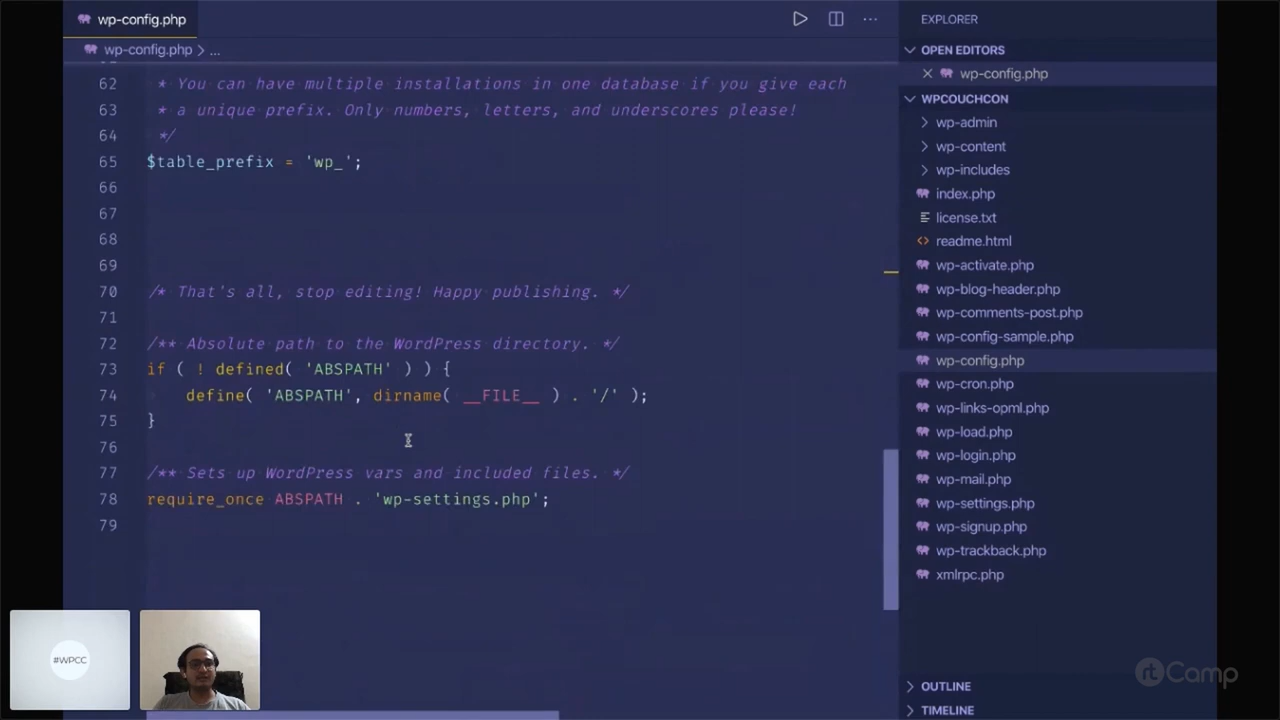 wp-config.php
wp-config.php > ...
62 * You can have multiple installations in one database if you give each
63 * a unique prefix. Only numbers, letters, and underscores please!
64 */
65 $table_prefix = 'wp_';
66
67
68
69
70 /* That's all, stop editing! Happy publishing. */
71
72 /** Absolute path to the WordPress directory. */
73 if ( ! defined( 'ABSPATH' ) ) {
74 define( 'ABSPATH', dirname( __FILE__ ) . '/' );
75 }
76
77 /** Sets up WordPress vars and included files. */
78 require_once ABSPATH . 'wp-settings.php';
79
EXPLORER
OPEN EDITORS
wp-config.php
WPCOUCHCON
wp-admin
wp-content
wp-includes
index.php
license.txt
readme.html
wp-activate.php
wp-blog-header.php
wp-comments-post.php
wp-config-sample.php
wp-config.php
wp-cron.php
wp-links-opml.php
wp-load.php
wp-login.php
wp-mail.php
wp-settings.php
wp-signup.php
wp-trackback.php
xmlrpc.php
OUTLINE
TIMELINE
#WPCC
rtCamp